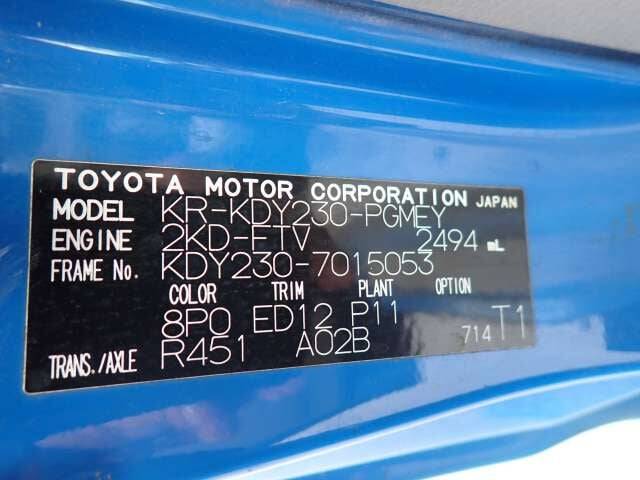 TOYOTA MOTOR CORPORATION JAPAN
MODEL KR-KDY230-PGMEY
ENGINE 2KD-FTV 2494 mL
FRAME No. KDY230-7015053
COLOR TRIM PLANT OPTION
8P0 ED12 P11
TRANS./AXLE R451 A02B 714 T1